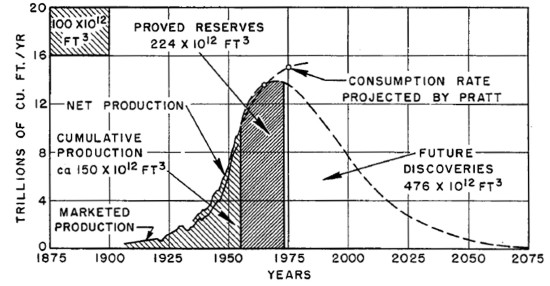 100 X10¹²
FT³
PROVED RESERVES
224 X 10¹² FT³
CONSUMPTION RATE
PROJECTED BY PRATT
NET PRODUCTION
CUMULATIVE
PRODUCTION
ca 150 X 10¹² FT³
FUTURE
DISCOVERIES
476 X 10¹² FT³
MARKETED
PRODUCTION
TRILLIONS OF CU. FT./YR
20
16
12
8
4
0
1875
1900
1925
1950
1975
2000
2025
2050
2075
YEARS